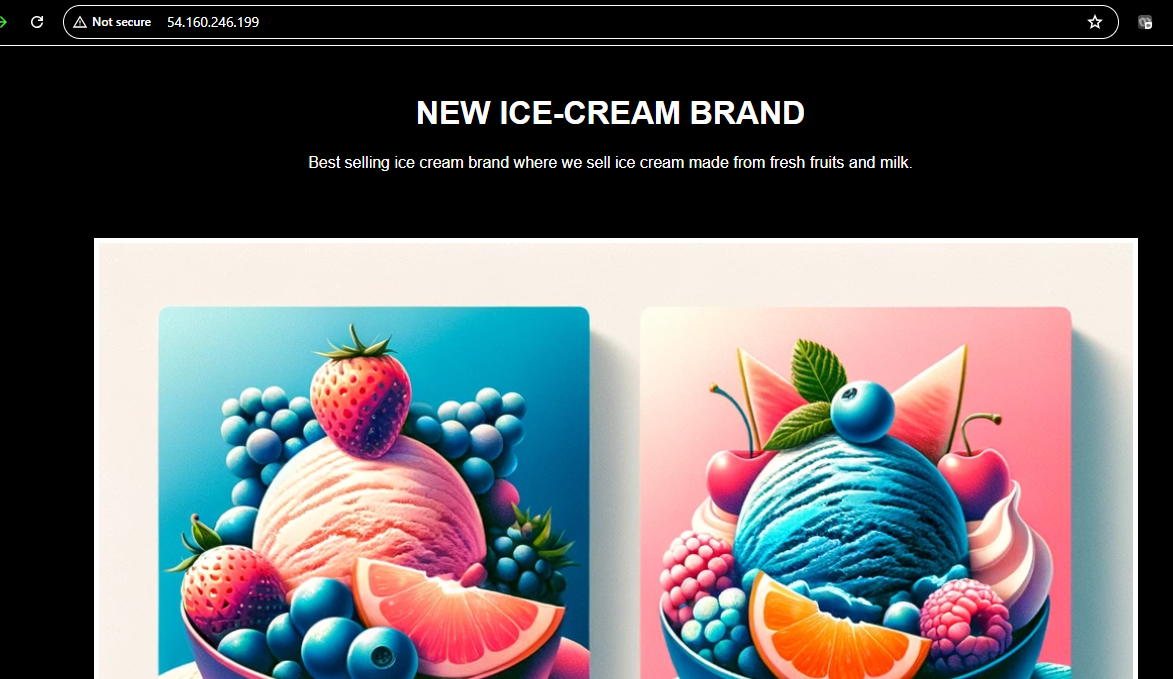 Not secure 54.160.246.199
NEW ICE-CREAM BRAND
Best selling ice cream brand where we sell ice cream made from fresh fruits and milk.